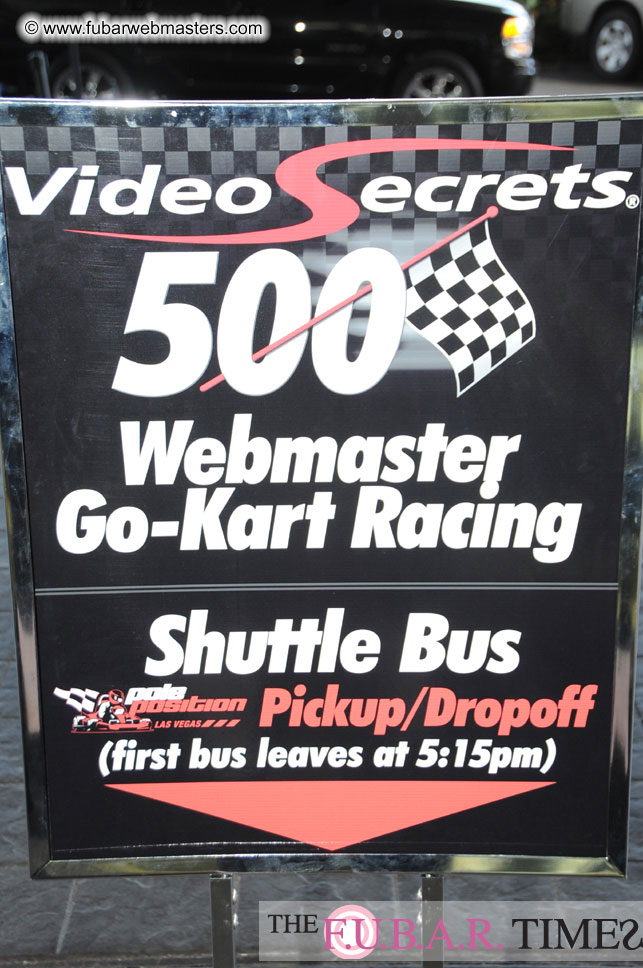 © www.fubarwebmasters.com
VideoSecrets®
500
Webmaster
Go-Kart Racing
Shuttle Bus
pole position LAS VEGAS Pickup/Dropoff
(first bus leaves at 5:15pm)
THE F.U.B.A.R. TIMES